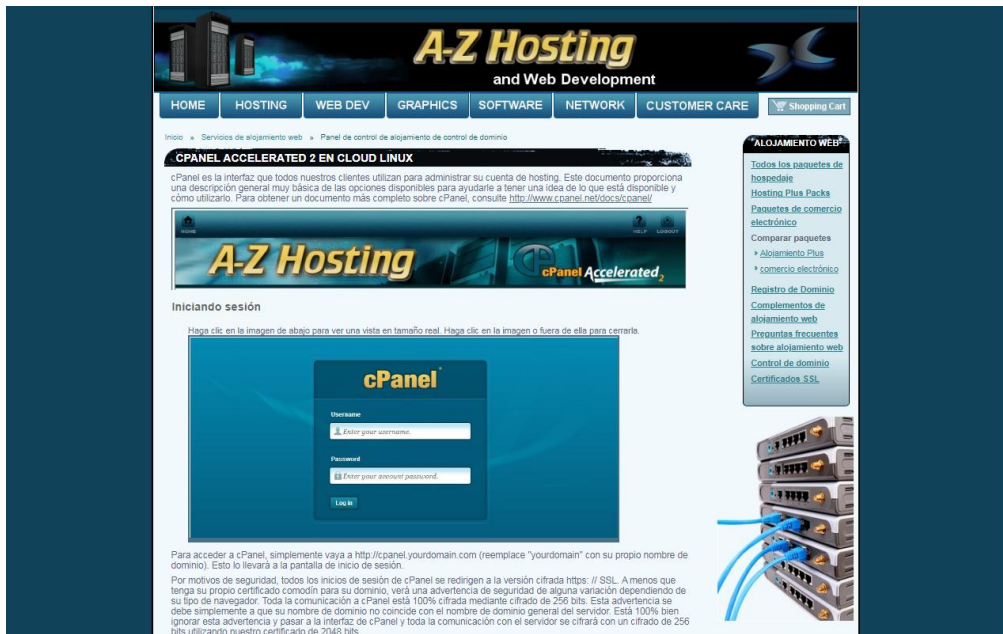 A-Z Hosting
and Web Development
HOME HOSTING WEB DEV GRAPHICS SOFTWARE NETWORK CUSTOMER CARE Shopping Cart
Inicio » Servicios de alojamiento web » Panel de control de alojamiento de control de dominio
CPANEL ACCELERATED 2 EN CLOUD LINUX
cPanel es la interfaz que todos nuestros clientes utilizan para administrar su cuenta de hosting. Este documento proporciona
una descripción general muy básica de las opciones disponibles para ayudarle a tener una idea de lo que está disponible y
cómo utilizarlo. Para obtener un documento más completo sobre cPanel, consulte http://www.cpanel.net/docs/cpanel/
HOME HELP LOGOUT
A-Z Hosting
cPanel Accelerated 2
Iniciando sesión
Haga clic en la imagen de abajo para ver una vista en tamaño real. Haga clic en la imagen o fuera de ella para cerrarla.
cPanel
Username
Enter your username.
Password
Enter your account password.
Log in
Para acceder a cPanel, simplemente vaya a http://cpanel.yourdomain.com (reemplace "yourdomain" con su propio nombre de
dominio). Esto lo llevará a la pantalla de inicio de sesión.
Por motivos de seguridad, todos los inicios de sesión de cPanel se redirigen a la versión cifrada https: // SSL. A menos que
tenga su propio certificado comodín para su dominio, verá una advertencia de seguridad de alguna variación dependiendo de
su tipo de navegador. Toda la comunicación a cPanel está 100% cifrada mediante cifrado de 256 bits. Esta advertencia se
debe simplemente a que su nombre de dominio no coincide con el nombre de dominio general del servidor. Está 100% bien
ignorar esta advertencia y pasar a la interfaz de cPanel y toda la comunicación con el servidor se cifrará con un cifrado de 256
bits utilizando nuestro certificado de 2048 bits.
ALOJAMIENTO WEB
Todos los paquetes de
hospedaje
Hosting Plus Packs
Paquetes de comercio
electrónico
Comparar paquetes
Alojamiento Plus
comercio electrónico
Registro de Dominio
Complementos de
alojamiento web
Preguntas frecuentes
sobre alojamiento web
Control de dominio
Certificados SSL